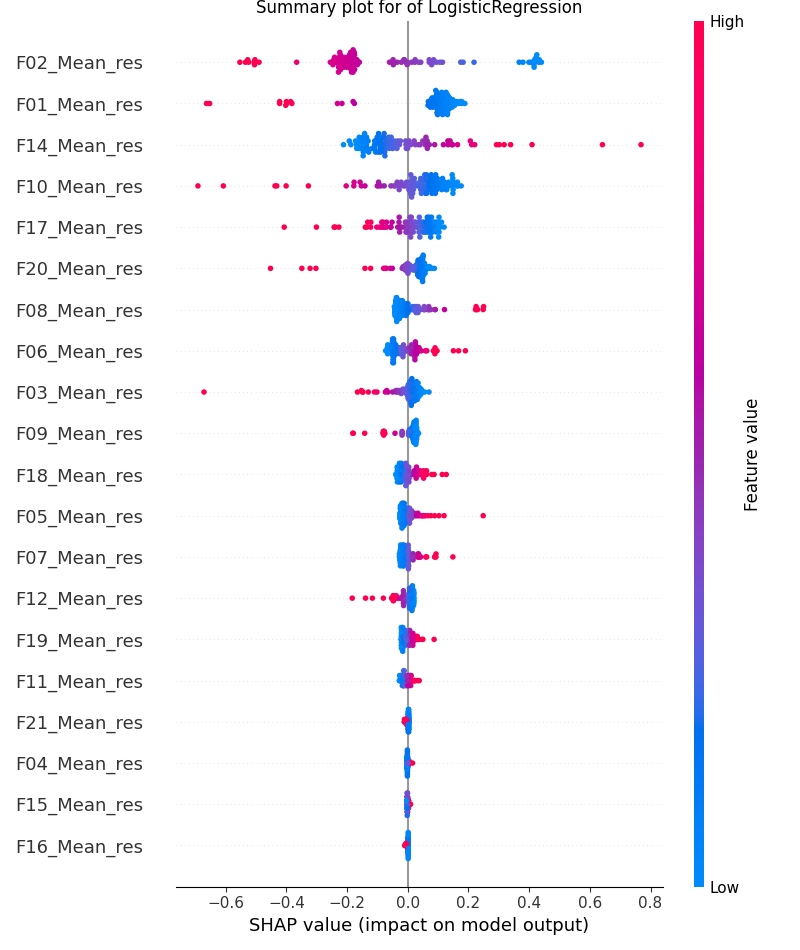 Summary plot for of LogisticRegression
High
F02_Mean_res
F01_Mean_res
F14_Mean_res
F10_Mean_res
F17_Mean_res
F20_Mean_res
F08_Mean_res
F06_Mean_res
F03_Mean_res
F09_Mean_res
F18_Mean_res
F05_Mean_res
F07_Mean_res
F12_Mean_res
F19_Mean_res
F11_Mean_res
F21_Mean_res
F04_Mean_res
F15_Mean_res
F16_Mean_res
Feature value
Low
−0.6 −0.4 −0.2 0.0 0.2 0.4 0.6 0.8
SHAP value (impact on model output)